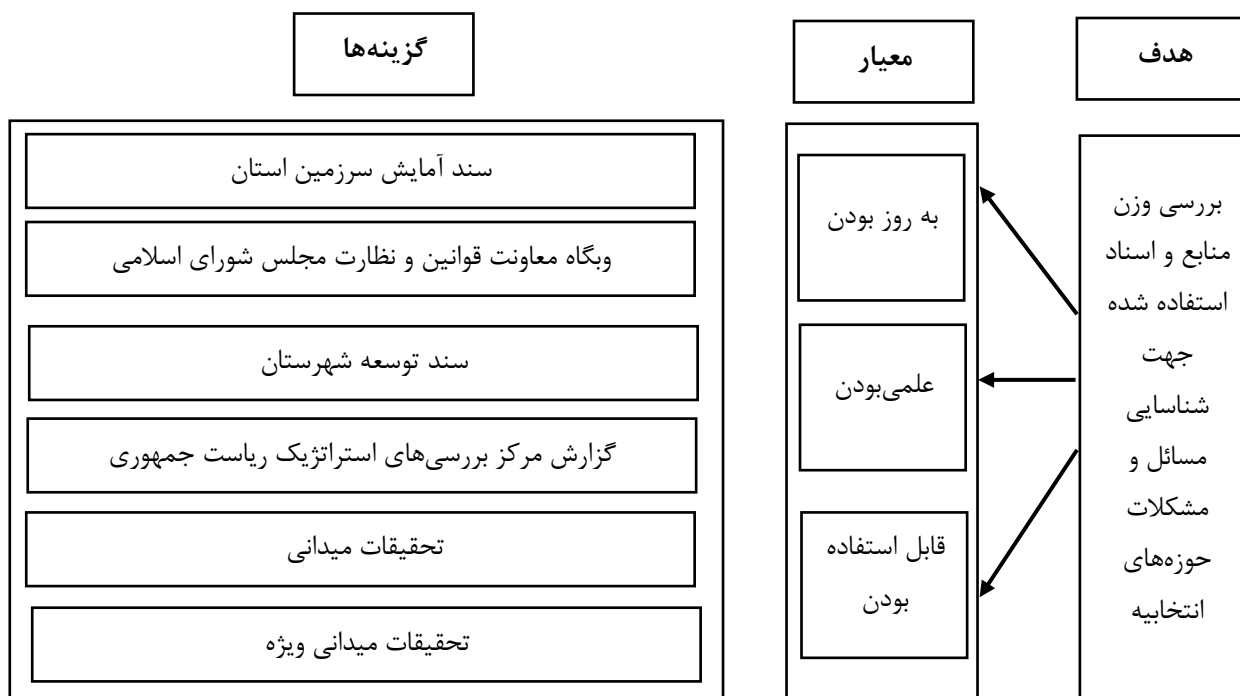 هدف
معیار
گزینه‌ها
بررسی وزن
منابع و اسناد
استفاده شده
جهت
شناسایی
مسائل و
مشکلات
حوزه‌های
انتخابیه
به روز بودن
علمی‌بودن
قابل استفاده
بودن
سند آمایش سرزمین استان
وبگاه معاونت قوانین و نظارت مجلس شورای اسلامی
سند توسعه شهرستان
گزارش مرکز بررسی‌های استراتژیک ریاست جمهوری
تحقیقات میدانی
تحقیقات میدانی ویژه